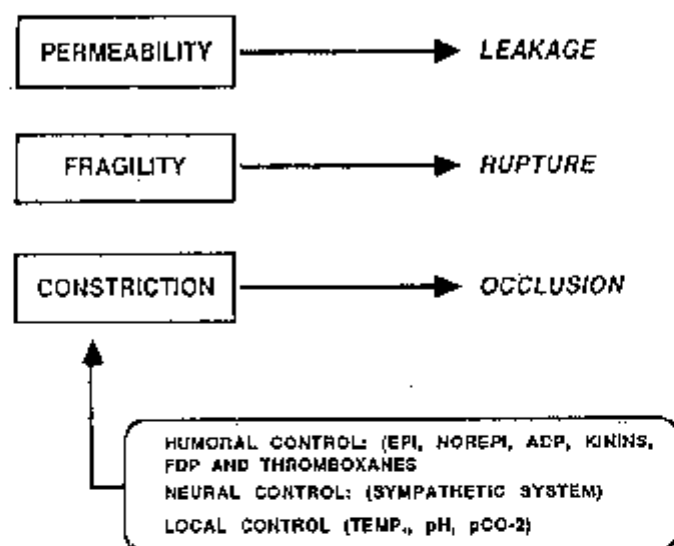 PERMEABILITY LEAKAGE
FRAGILITY RUPTURE
CONSTRICTION OCCLUSION
HUMORAL CONTROL: (EPI, NOREPI, ADP, KININS,
FDP AND THROMBOXANES
NEURAL CONTROL: (SYMPATHETIC SYSTEM)
LOCAL CONTROL (TEMP., pH, pCO-2)